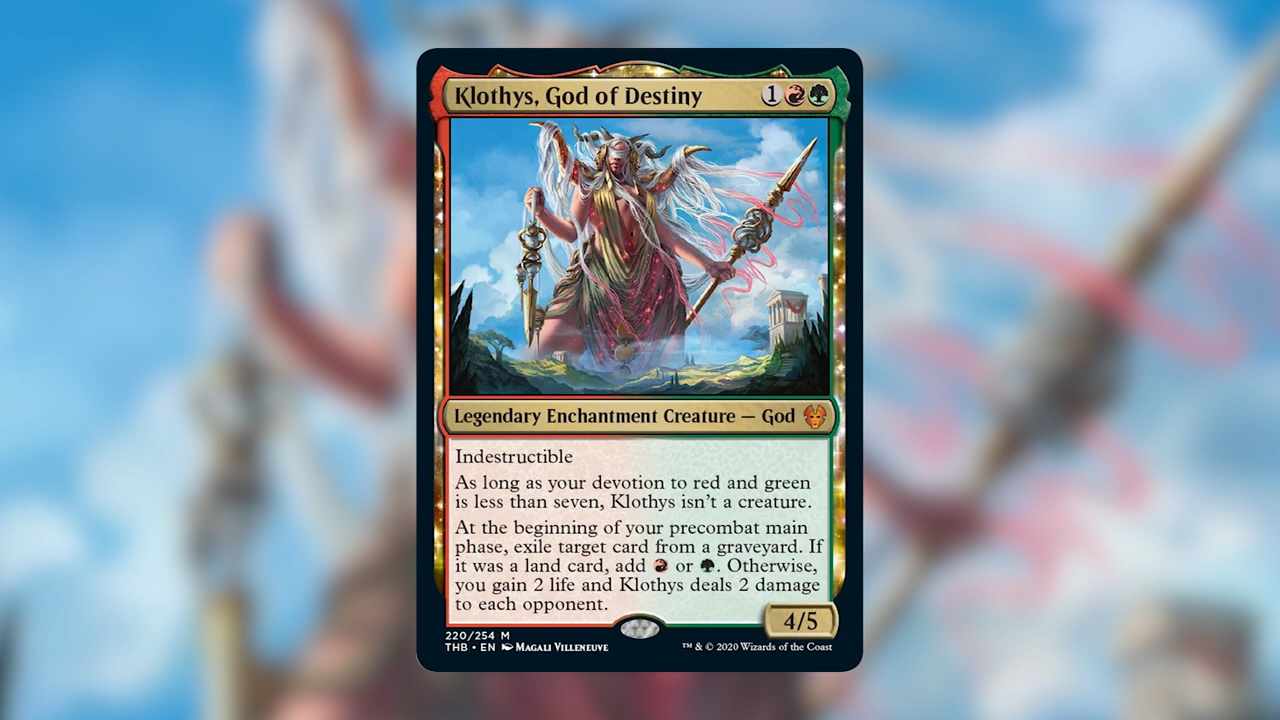 Klothys, God of Destiny 1
Legendary Enchantment Creature — God
Indestructible
As long as your devotion to red and green
is less than seven, Klothys isn't a creature.
At the beginning of your precombat main
phase, exile target card from a graveyard. If
it was a land card, add or . Otherwise,
you gain 2 life and Klothys deals 2 damage
to each opponent.
4/5
220/254 M
THB • EN Magali Villeneuve
™ & © 2020 Wizards of the Coast